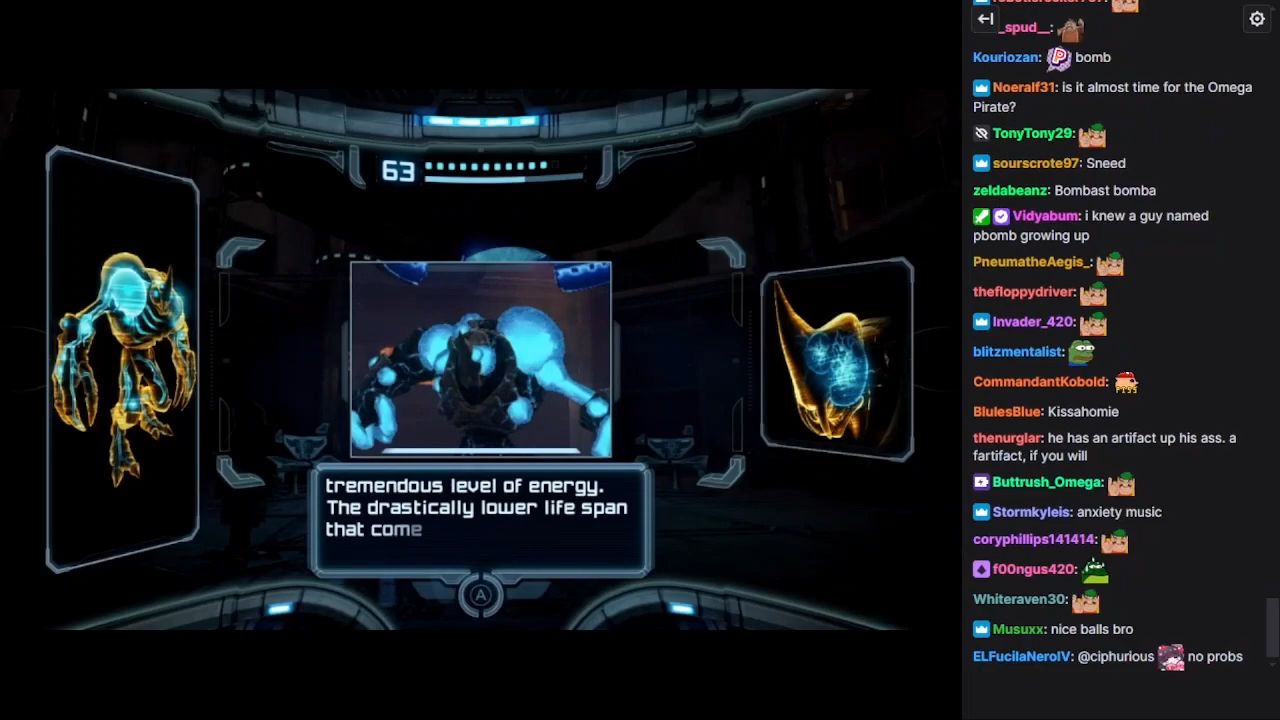 63
tremendous level of energy.
The drastically lower life span
that come
A
_spud__:
Kouriozan: P bomb
Noeralf31: is it almost time for the Omega
Pirate?
TonyTony29:
sourscrote97: Sneed
zeldabeanz: Bombast bomba
Vidyabum: i knew a guy named
pbomb growing up
PneumatheAegis_:
thefloppydriver:
Invader_420:
blitzmentalist:
CommandantKobold: PISS
BlulesBlue: Kissahomie
thenurglar: he has an artifact up his ass. a
fartifact, if you will
Buttrush_Omega:
Stormkyleis: anxiety music
coryphillips141414:
f00ngus420:
Whiteraven30:
Musuxx: nice balls bro
ELFucilaNeroIV: @ciphurious no probs